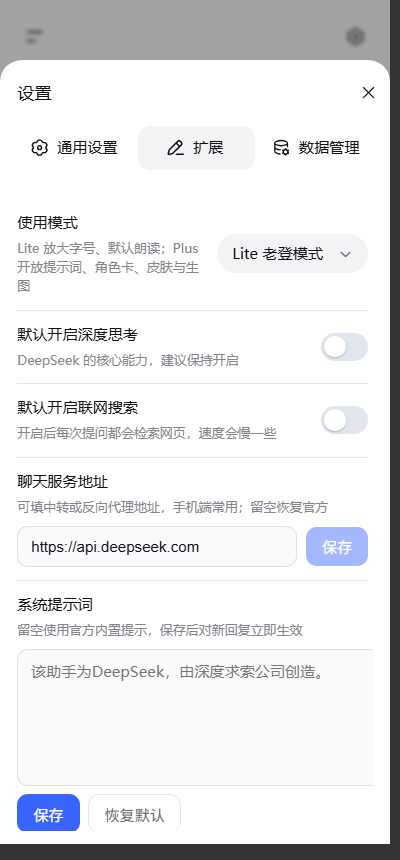 设置
通用设置
扩展
数据管理
使用模式
Lite 放大字号、默认朗读；Plus
开放提示词、角色卡、皮肤与生
图
Lite 老登模式
默认开启深度思考
DeepSeek 的核心能力，建议保持开启
默认开启联网搜索
开启后每次提问都会检索网页，速度会慢一些
聊天服务地址
可填中转或反向代理地址，手机端常用；留空恢复官方
https://api.deepseek.com
保存
系统提示词
留空使用官方内置提示，保存后对新回复立即生效
该助手为DeepSeek，由深度求索公司创造。
保存
恢复默认